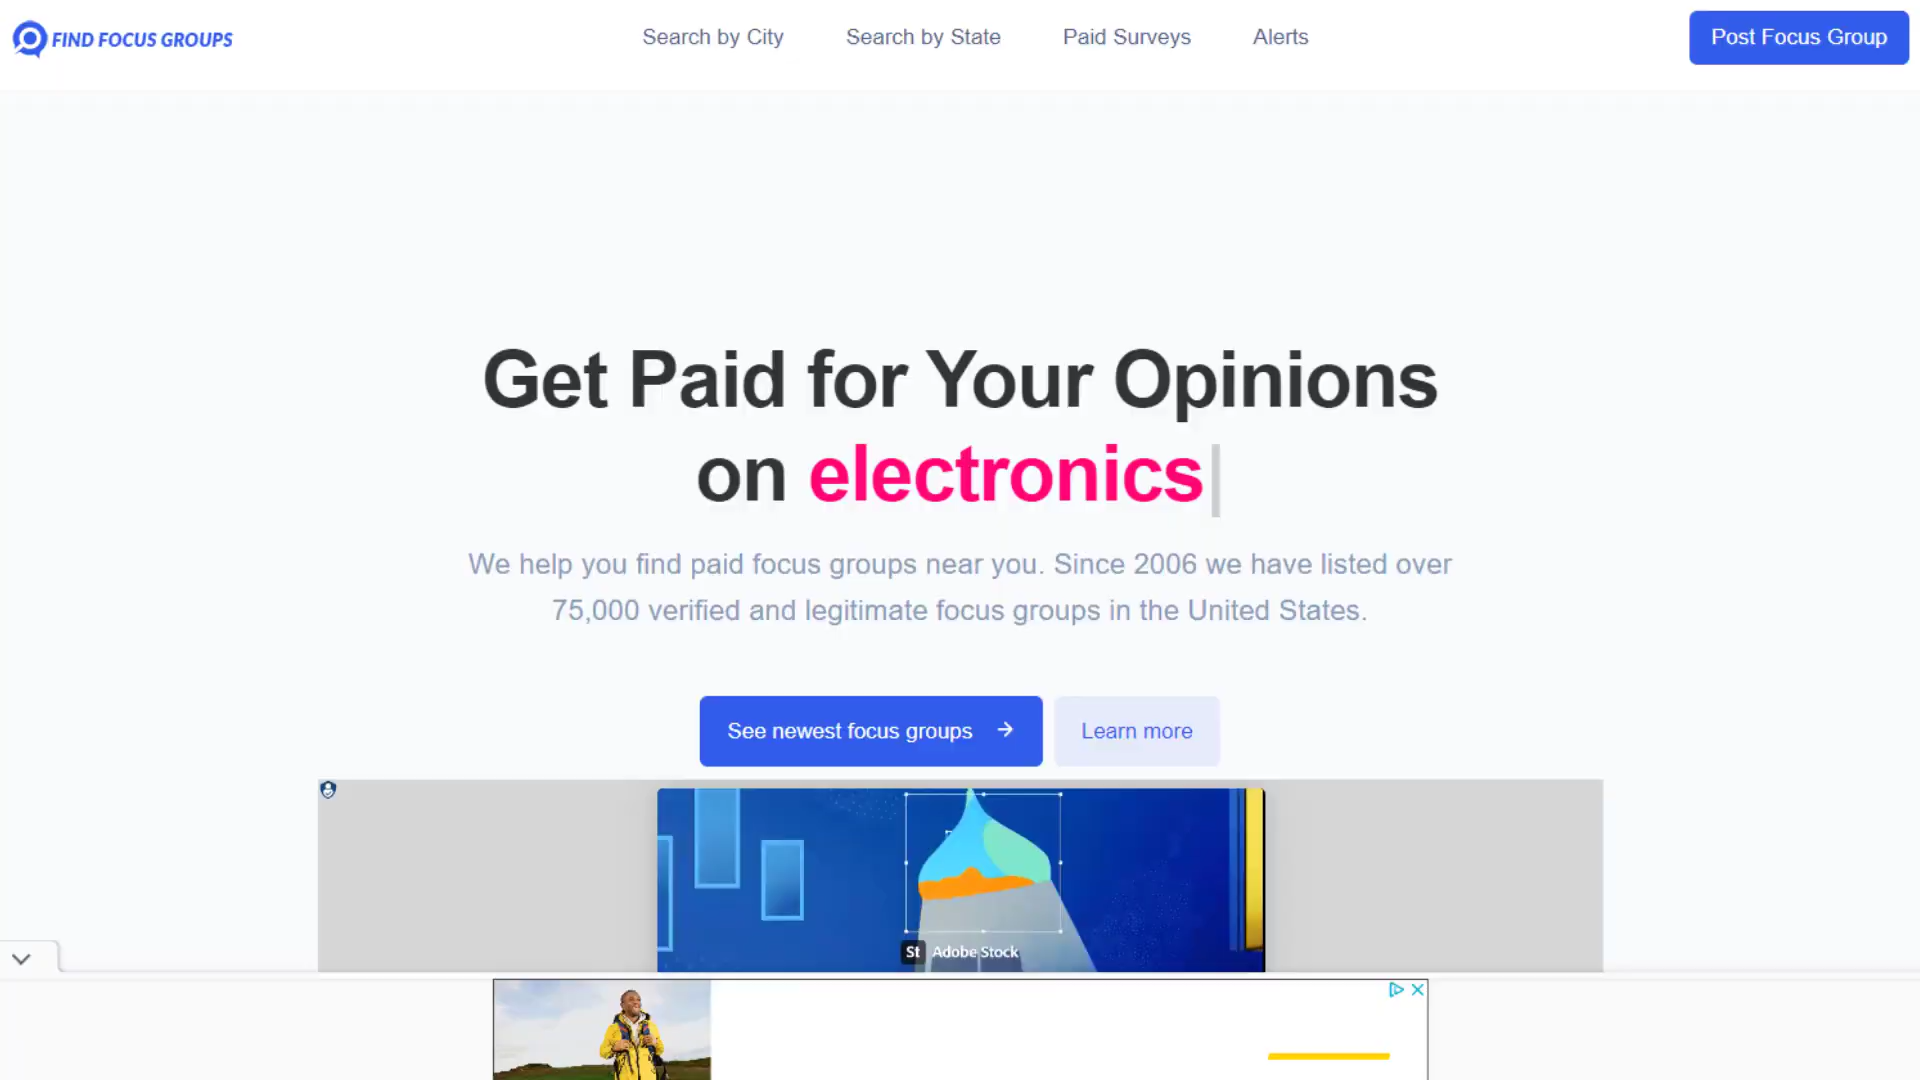 FIND FOCUS GROUPS
Search by City
Search by State
Paid Surveys
Alerts
Post Focus Group
Get Paid for Your Opinions
on electronics
We help you find paid focus groups near you. Since 2006 we have listed over
75,000 verified and legitimate focus groups in the United States.
See newest focus groups
Learn more
St Adobe Stock